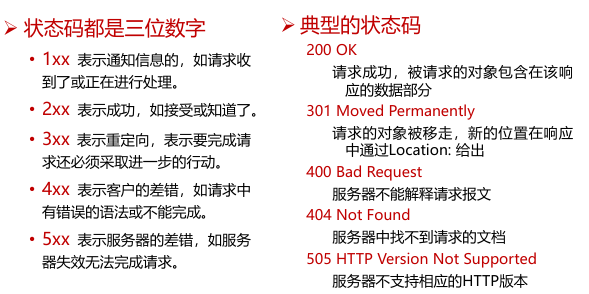 ➢ 状态码都是三位数字
• 1xx 表示通知信息的，如请求收
到了或正在进行处理。
• 2xx 表示成功，如接受或知道了。
• 3xx 表示重定向，表示要完成请
求还必须采取进一步的行动。
• 4xx 表示客户的差错，如请求中
有错误的语法或不能完成。
• 5xx 表示服务器的差错，如服务
器失效无法完成请求。
➢ 典型的状态码
200 OK
请求成功，被请求的对象包含在该响
应的数据部分
301 Moved Permanently
请求的对象被移走，新的位置在响应
中通过Location: 给出
400 Bad Request
服务器不能解释请求报文
404 Not Found
服务器中找不到请求的文档
505 HTTP Version Not Supported
服务器不支持相应的HTTP版本